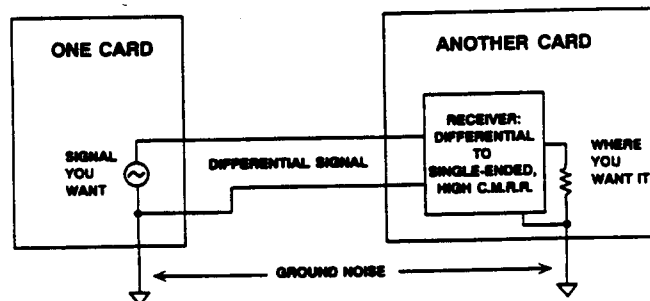 ONE CARD
ANOTHER CARD
SIGNAL
YOU
WANT
DIFFERENTIAL SIGNAL
RECEIVER:
DIFFERENTIAL
TO
SINGLE-ENDED,
HIGH C.M.R.R.
WHERE
YOU
WANT IT
GROUND NOISE